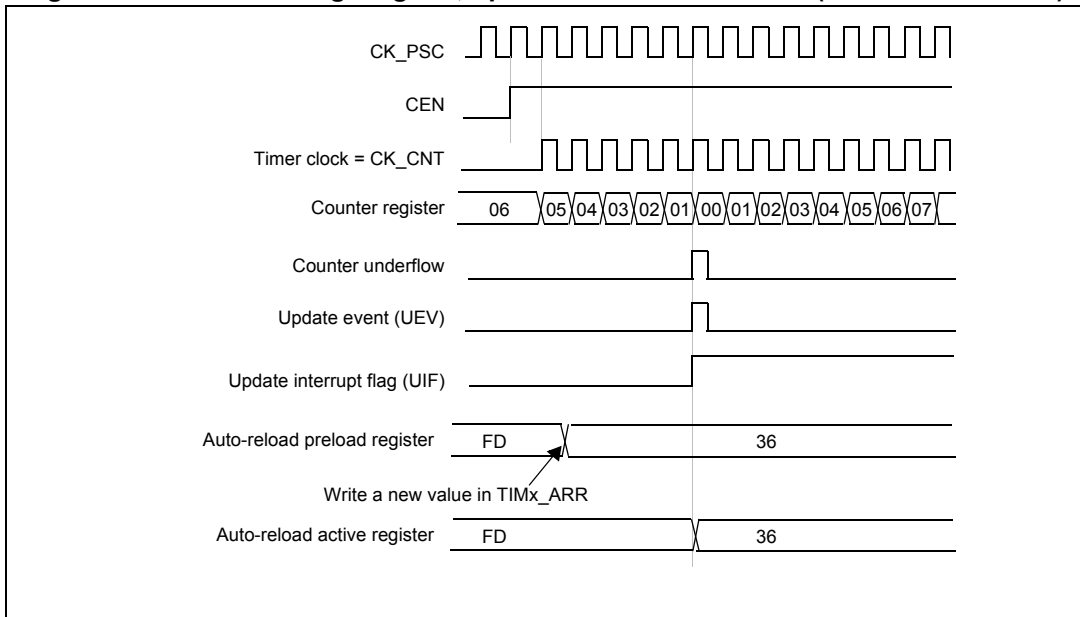 CK_PSC
CEN
Timer clock = CK_CNT
Counter register 06 05 04 03 02 01 00 01 02 03 04 05 06 07
Counter underflow
Update event (UEV)
Update interrupt flag (UIF)
Auto-reload preload register FD 36
Write a new value in TIMx_ARR
Auto-reload active register FD 36